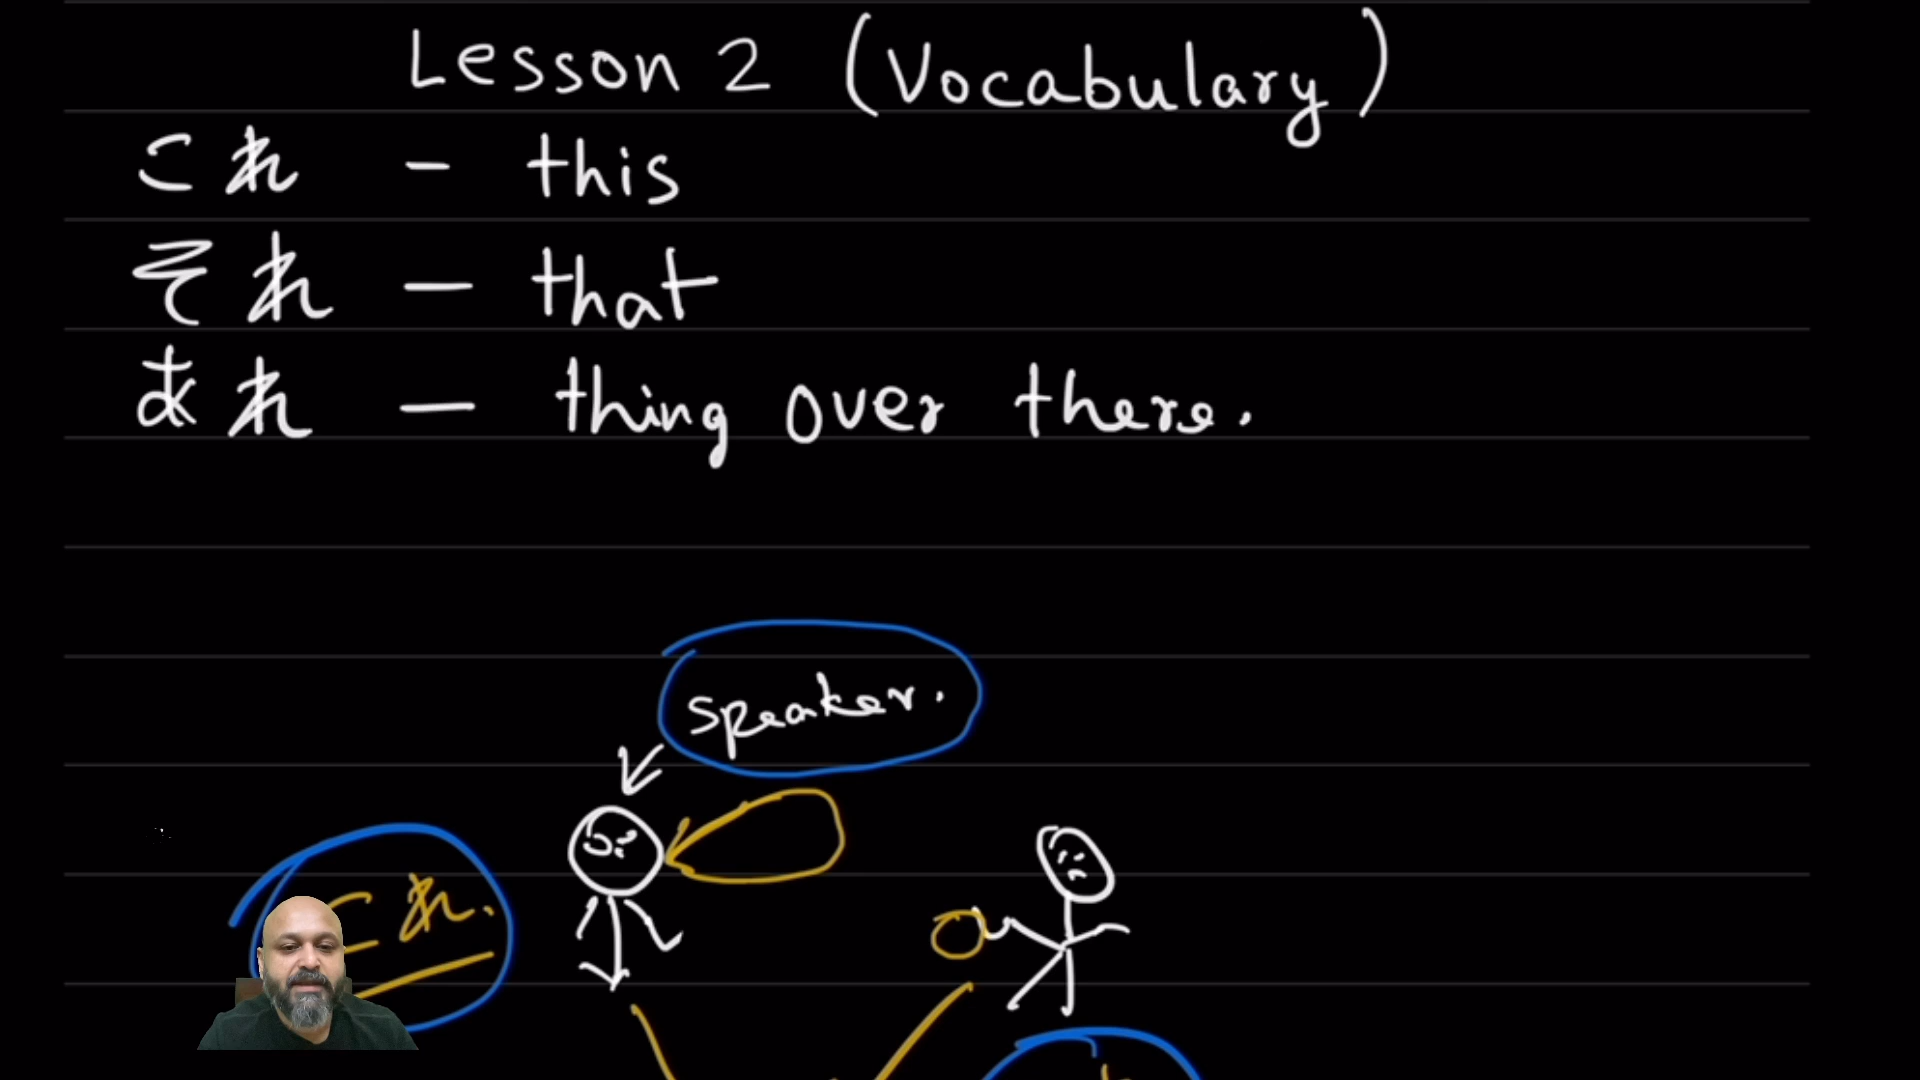 Lesson 2 (Vocabulary)
これ - this
それ - that
あれ - thing over there.
speaker.
これ.